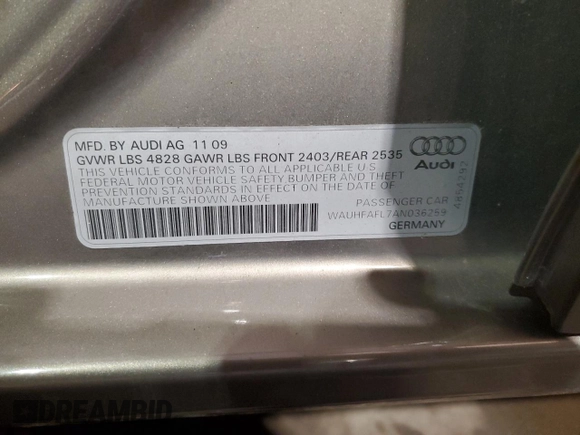 MFD. BY AUDI AG 11 09
GVWR LBS 4828 GAWR LBS FRONT 2403/REAR 2535
THIS VEHICLE CONFORMS TO ALL APPLICABLE U.S
FEDERAL MOTOR VEHICLE SAFETY BUMPER AND THEFT
PREVENTION STANDARDS IN EFFECT ON THE DATE OF
MANUFACTURE SHOWN ABOVE
Audi
PASSENGER CAR
WAUHFAFL7AN036259
GERMANY
DREAMBID